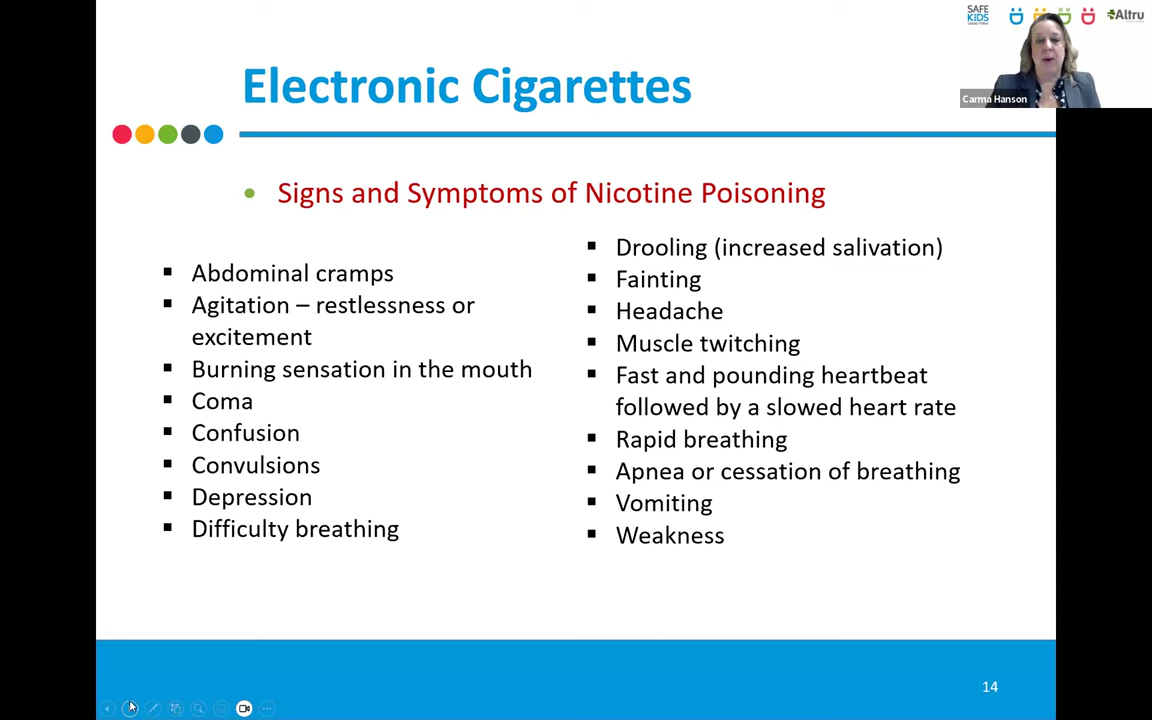 SAFE
KIDS
Altru
Carma Hanson
Electronic Cigarettes
• Signs and Symptoms of Nicotine Poisoning
▪ Abdominal cramps
▪ Agitation – restlessness or
excitement
▪ Burning sensation in the mouth
▪ Coma
▪ Confusion
▪ Convulsions
▪ Depression
▪ Difficulty breathing
▪ Drooling (increased salivation)
▪ Fainting
▪ Headache
▪ Muscle twitching
▪ Fast and pounding heartbeat
followed by a slowed heart rate
▪ Rapid breathing
▪ Apnea or cessation of breathing
▪ Vomiting
▪ Weakness
14